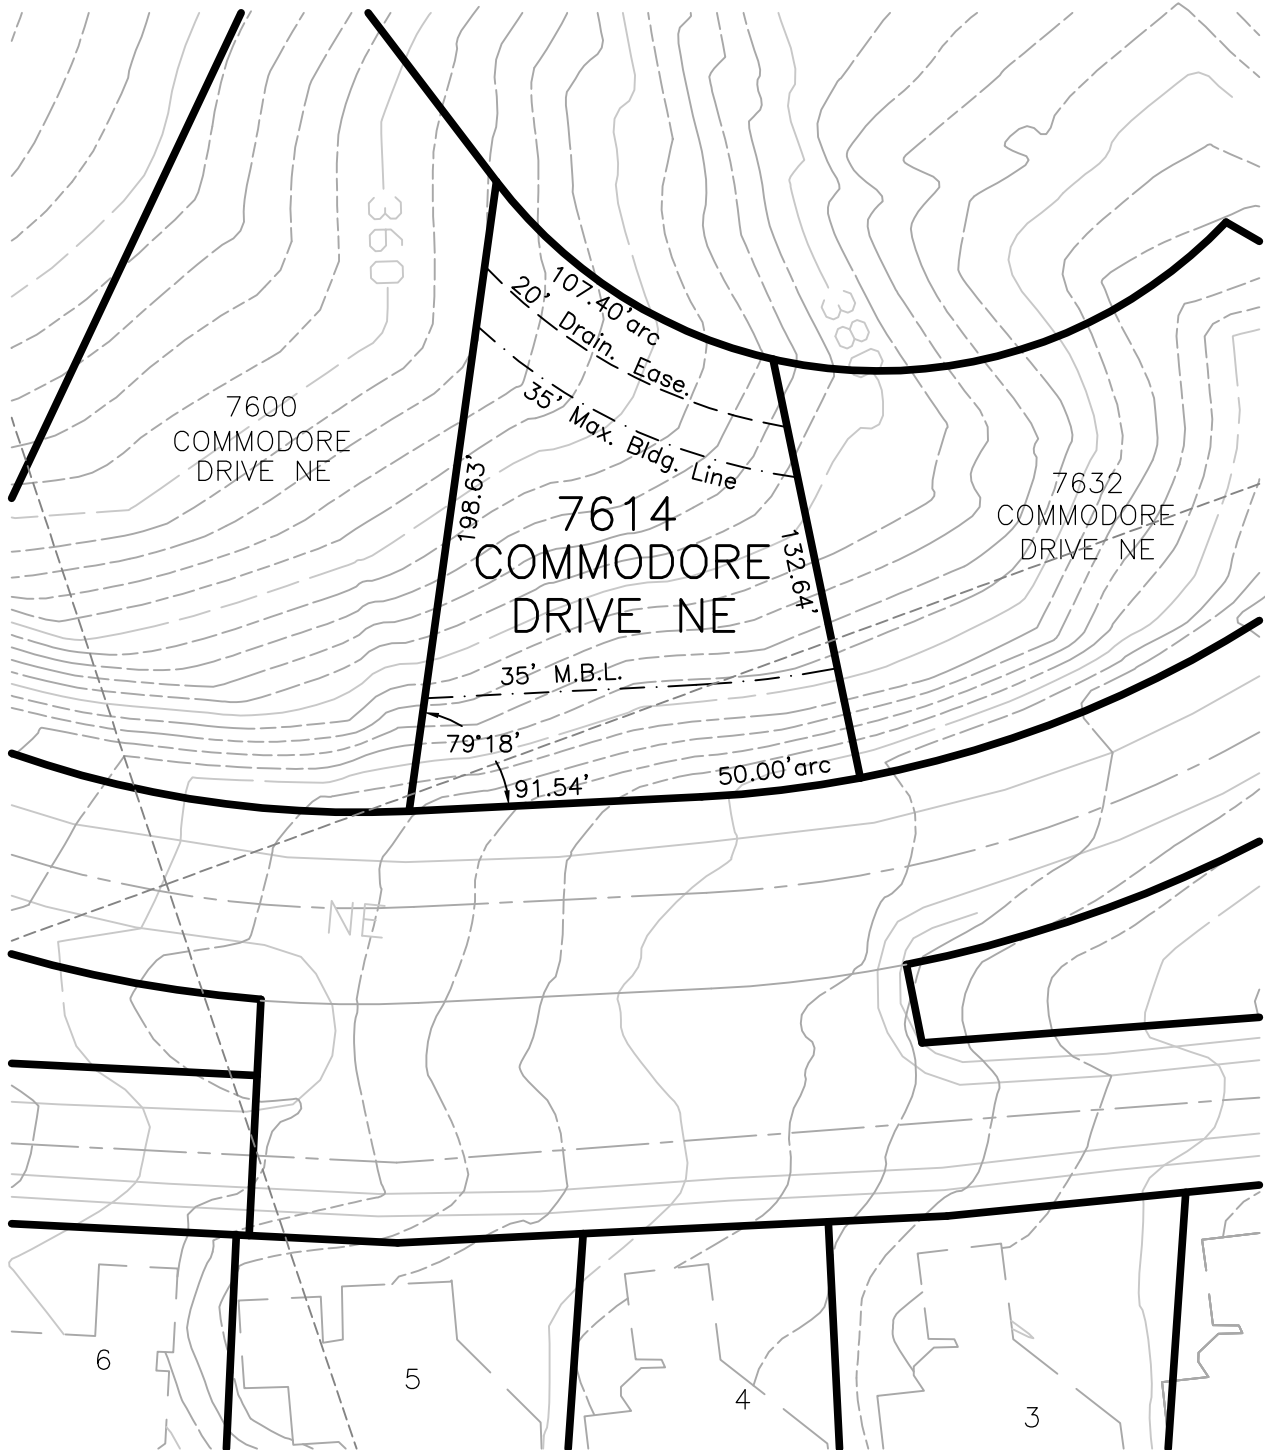 360
380
107.40'arc
20' Drain. Ease.
35' Max. Bldg. Line
7600
COMMODORE
DRIVE NE
198.63'
7614
COMMODORE
DRIVE NE
132.64'
7632
COMMODORE
DRIVE NE
35' M.B.L.
79°18'
91.54'
50.00'arc
NE
6
5
4
3